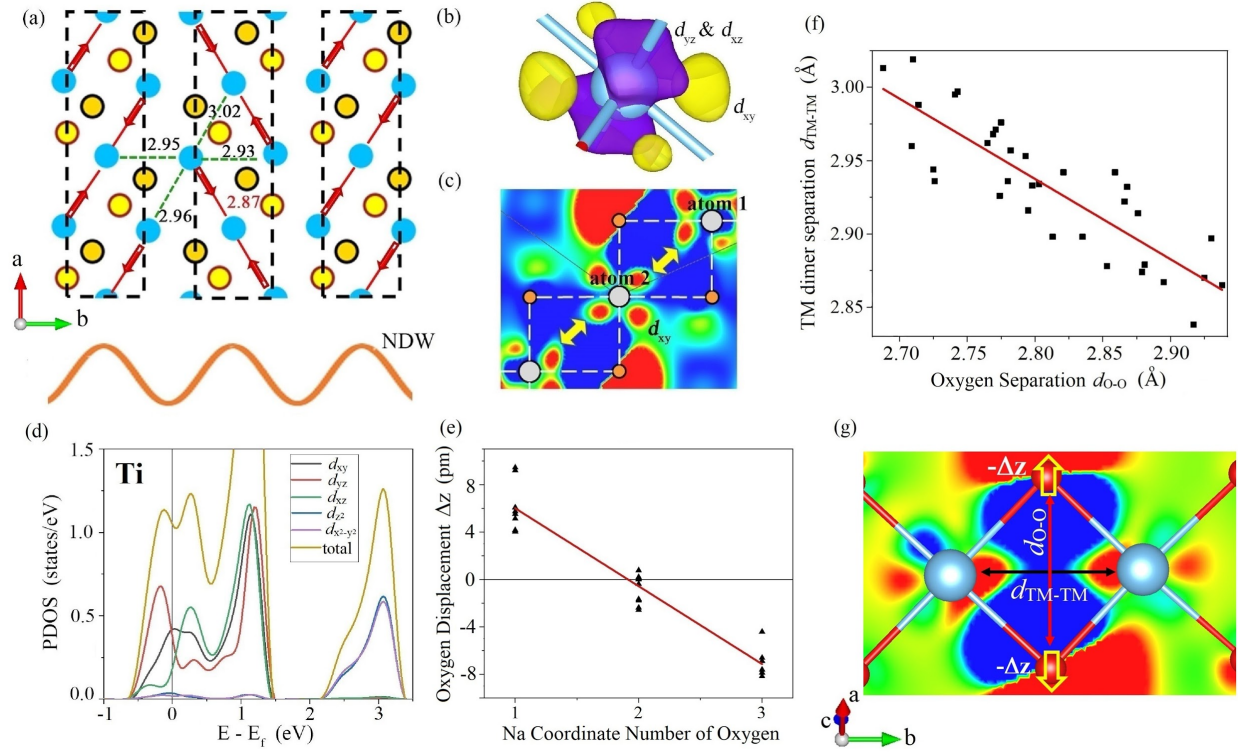 (a)
3.02
2.95
2.93
2.87
2.96
a
b
NDW
(b)
d_yz & d_xz
d_xy
(c)
atom 1
atom 2
d_xy
(d)
Ti
PDOS (states/eV)
1.5
1.0
0.5
0.0
-1 0 1 2 3
E - E_f (eV)
d_xy
d_yz
d_xz
d_z²
d_x²-y²
total
(e)
Oxygen Displacement Δz (pm)
8
4
0
-4
-8
1 2 3
Na Coordinate Number of Oxygen
(f)
TM dimer separation d_TM-TM (Å)
3.00
2.95
2.90
2.85
2.70 2.75 2.80 2.85 2.90
Oxygen Separation d_O-O (Å)
(g)
-Δz
d_O-O
d_TM-TM
-Δz
a
c
b